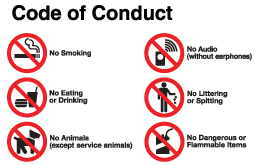 Code of Conduct
No Smoking
No Audio
(without earphones)
No Eating
or Drinking
No Littering
or Spitting
No Animals
(except service animals)
No Dangerous or
Flammable Items